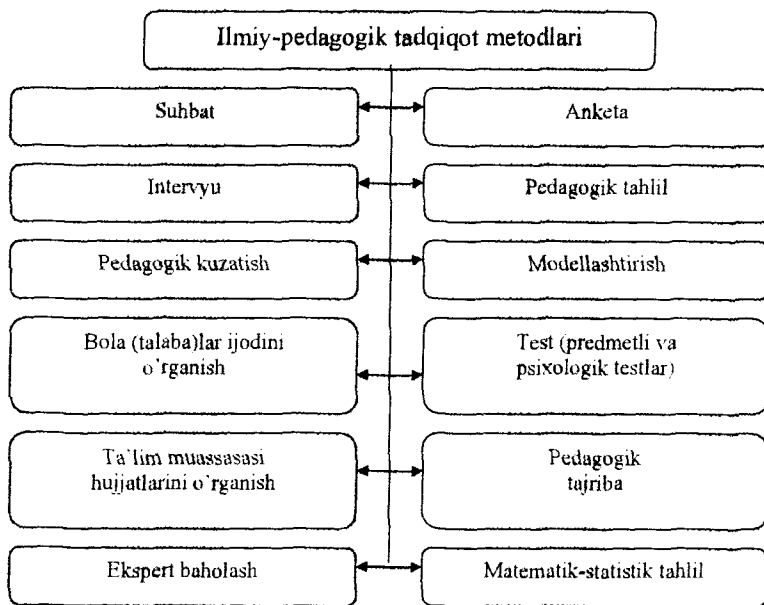 Ilmiy-pedagogik tadqiqot metodlari
Suhbat
Anketa
Intervyu
Pedagogik tahlil
Pedagogik kuzatish
Modellashtirish
Bola (talaba)lar ijodini
o`rganish
Test (predmetli va
psixologik testlar)
Ta`lim muassasasi
hujjatlarini o`rganish
Pedagogik
tajriba
Ekspert baholash
Matematik-statistik tahlil